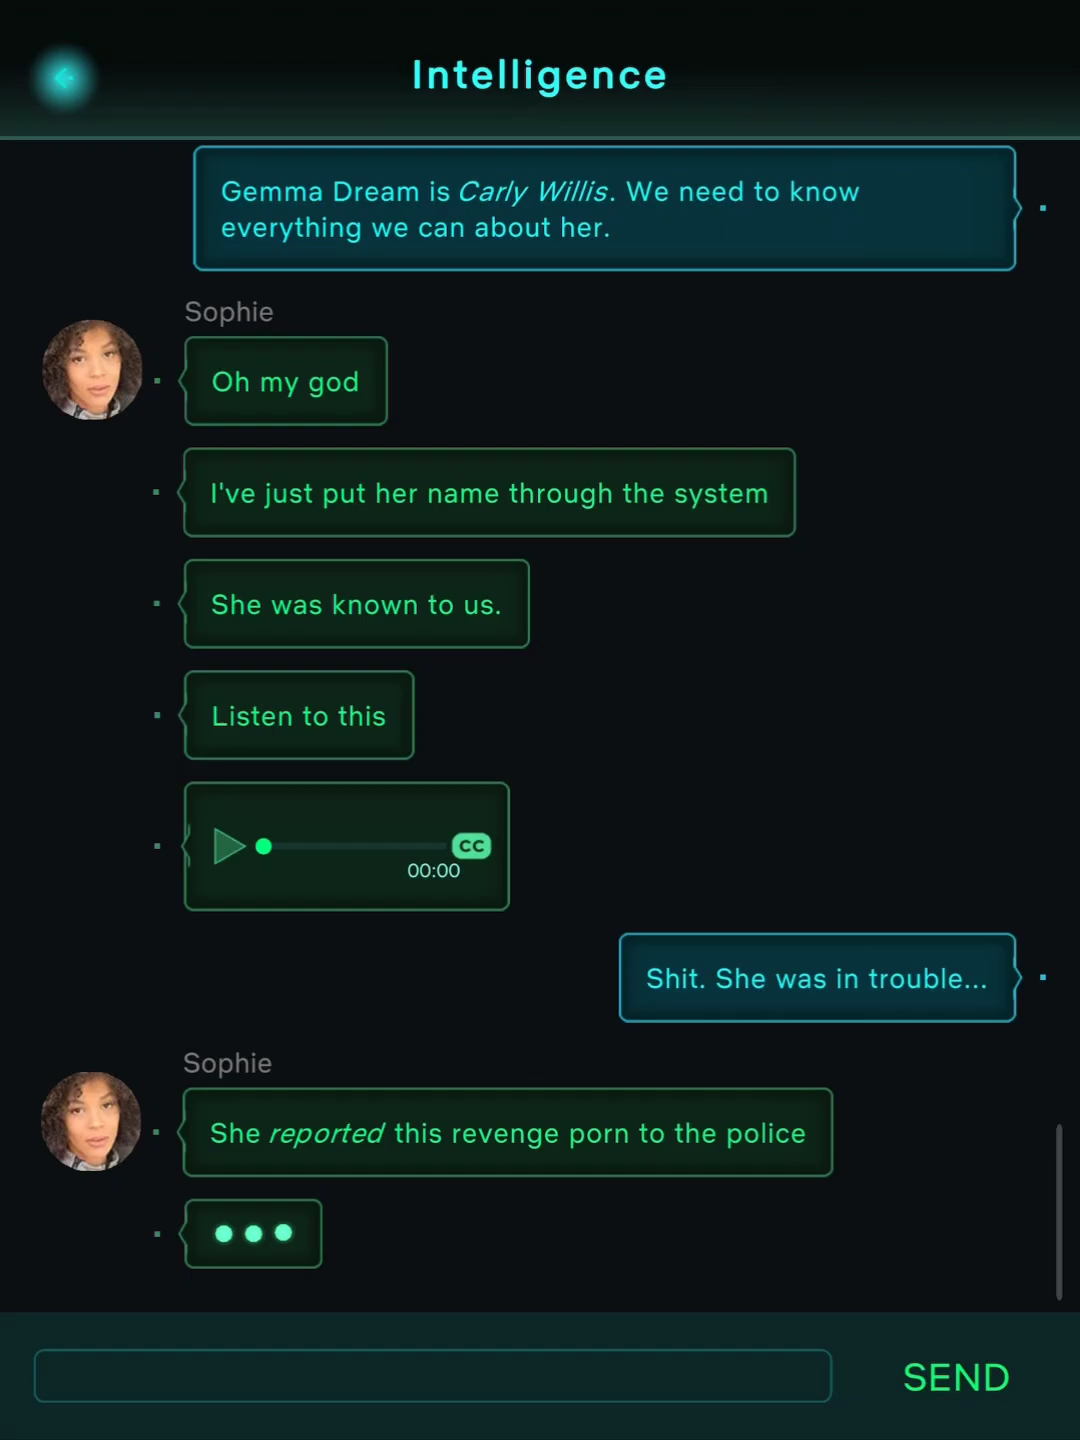 Intelligence
Gemma Dream is Carly Willis. We need to know
everything we can about her.
Sophie
Oh my god
I've just put her name through the system
She was known to us.
Listen to this
CC
00:00
Shit. She was in trouble...
Sophie
She reported this revenge porn to the police
SEND